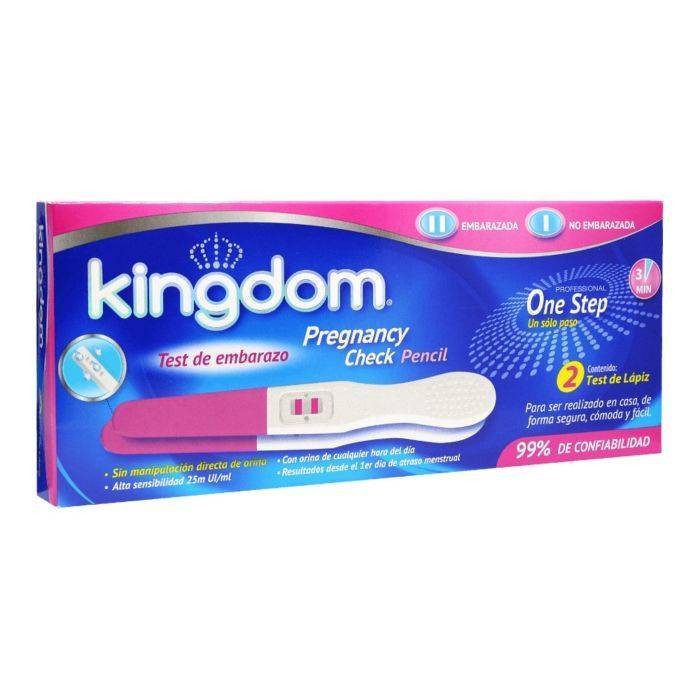 EMBARAZADA
NO EMBARAZADA
kingdom
kingdom®
Pregnancy
Check Pencil
Test de embarazo
3
MIN
PROFESSIONAL
One Step
Un sólo paso
Contenido:
2 Test de Lápiz
Para ser realizado en casa, de
forma segura, cómoda y fácil.
99% DE CONFIABILIDAD
• Sin manipulación directa de orina
• Alta sensibilidad 25m UI/ml
• Con orina de cualquier hora del día
• Resultados desde el 1er día de atraso menstrual